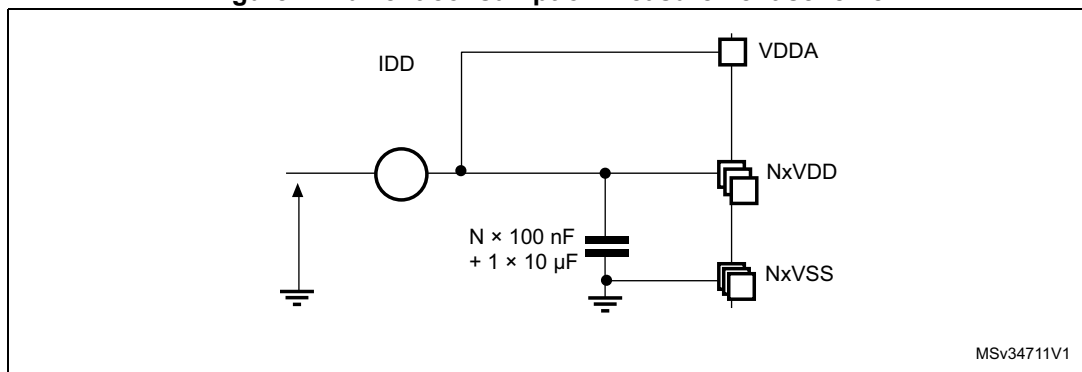 IDD
VDDA
NxVDD
N × 100 nF
+ 1 × 10 μF
NxVSS
MSv34711V1